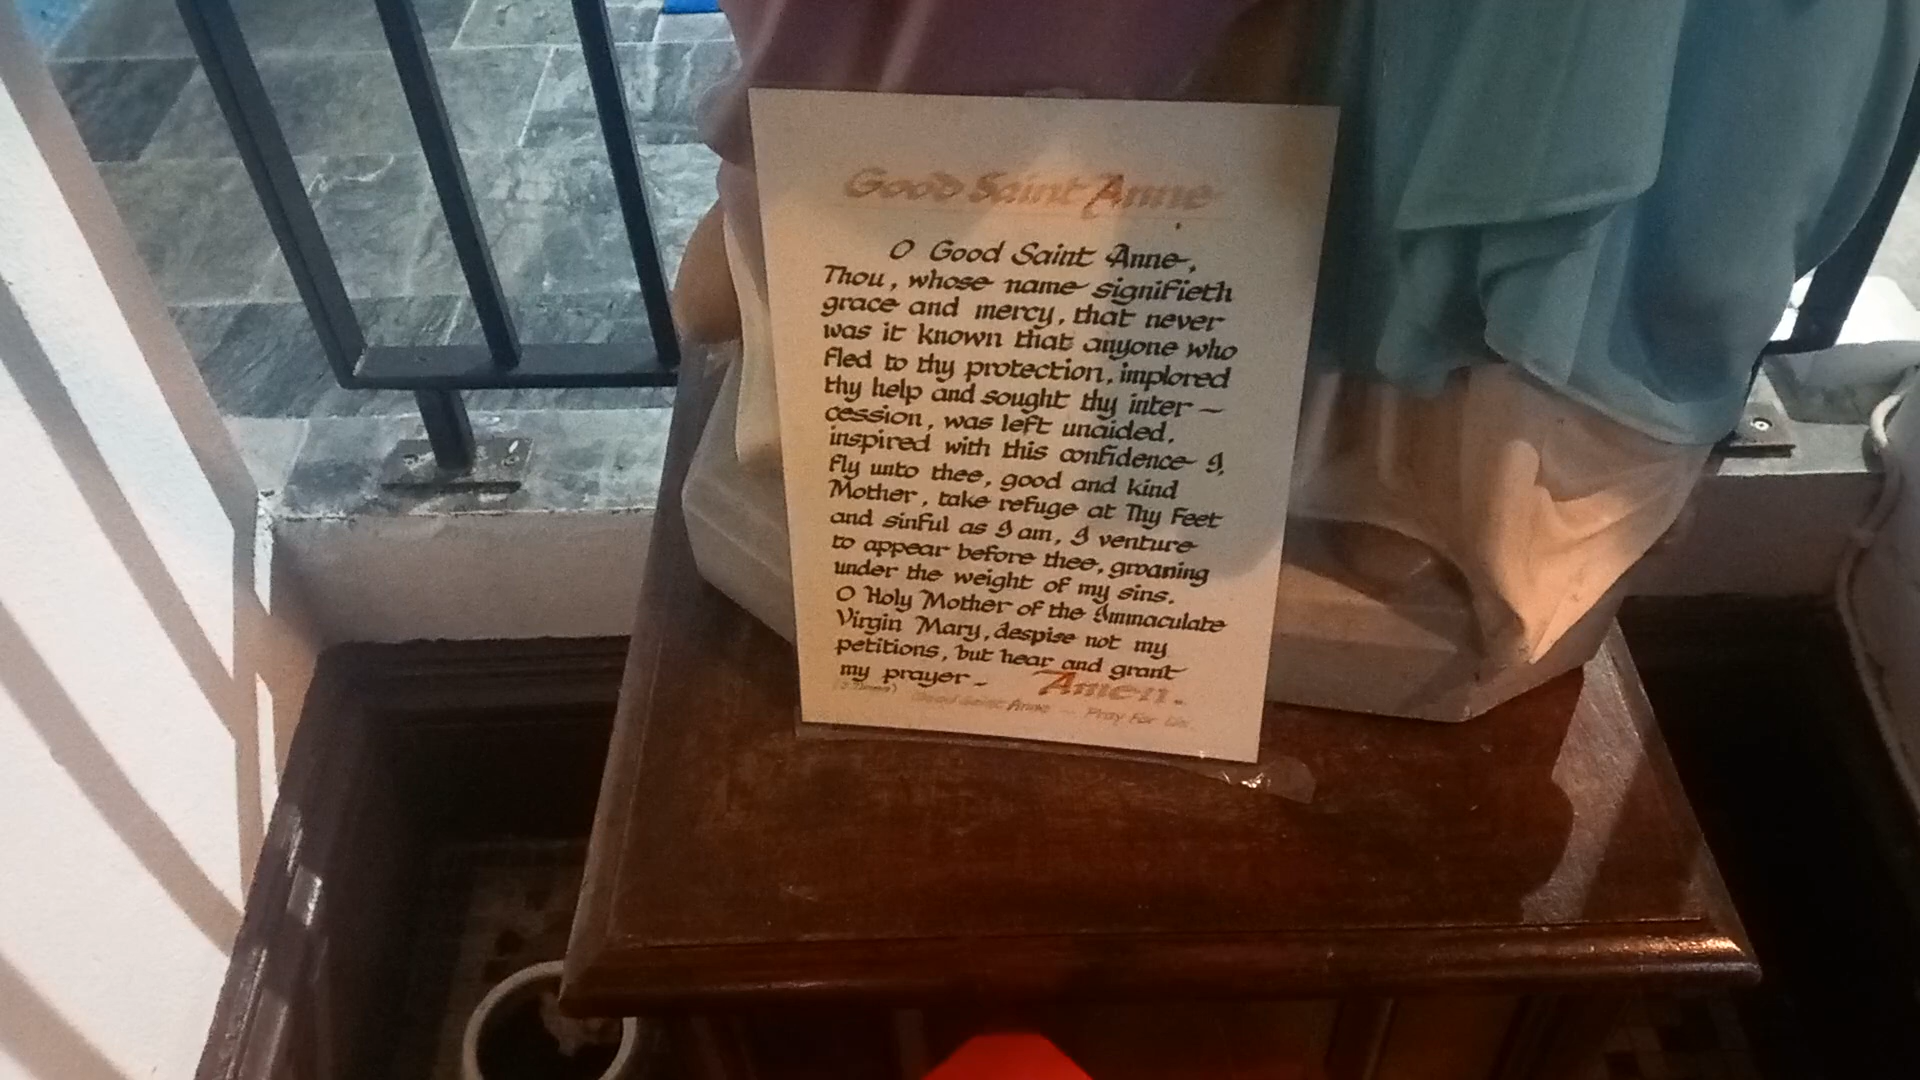 Good Saint Anne
O Good Saint Anne,
Thou, whose name signifieth
grace and mercy, that never
was it known that anyone who
fled to thy protection, implored
thy help and sought thy inter –
cession, was left unaided.
inspired with this confidence I,
fly unto thee, good and kind
Mother, take refuge at Thy Feet
and sinful as I am, I venture
to appear before thee, groaning
under the weight of my sins.
O Holy Mother of the Immaculate
Virgin Mary, despise not my
petitions, but hear and grant
my prayer – Amen.
Good Saint Anne — Pray For Us.